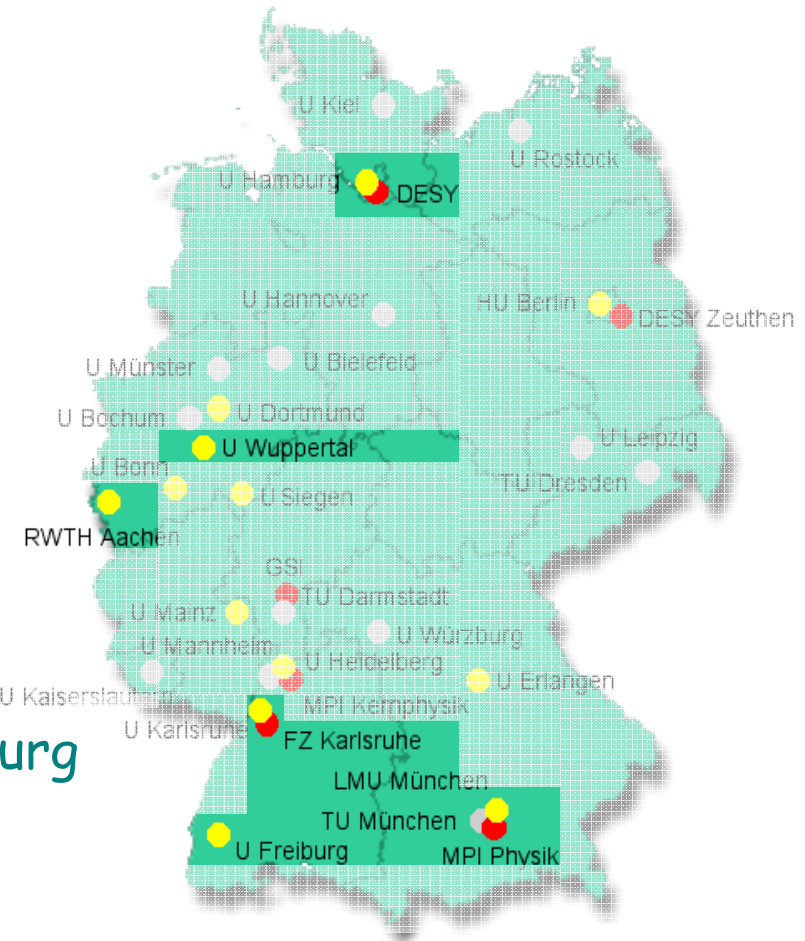 U Kiel
U Rostock
U Hamburg
DESY
U Hannover
HU Berlin
DESY Zeuthen
U Münster
U Bielefeld
U Bochum
U Dortmund
U Wuppertal
U Leipzig
U Bonn
U Siegen
TU Dresden
RWTH Aachen
GSI
TU Darmstadt
U Mainz
U Würzburg
U Mannheim
U Heidelberg
U Erlangen
U Kaiserslautern
MPI Kernphysik
U Karlsruhe
FZ Karlsruhe
urg
LMU München
TU München
U Freiburg
MPI Physik